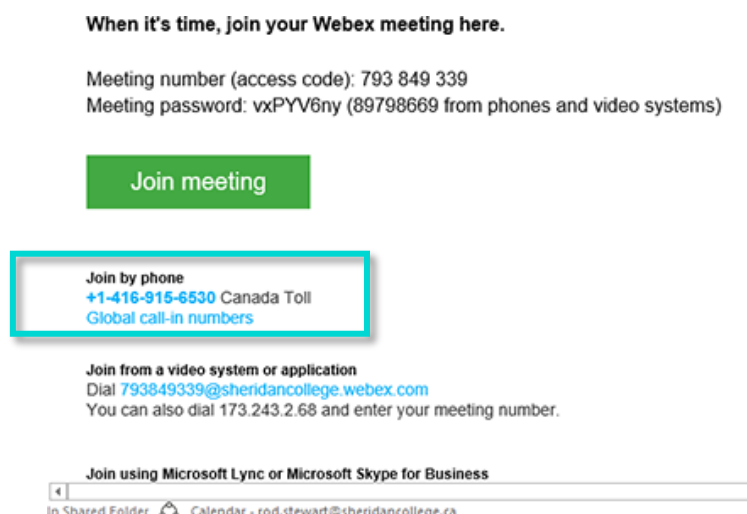 When it's time, join your Webex meeting here.
Meeting number (access code): 793 849 339
Meeting password: vxPYV6ny (89798669 from phones and video systems)
Join meeting
Join by phone
+1-416-915-6530 Canada Toll
Global call-in numbers
Join from a video system or application
Dial 793849339@sheridancollege.webex.com
You can also dial 173.243.2.68 and enter your meeting number.
Join using Microsoft Lync or Microsoft Skype for Business
In Shared Folder Calendar - rod.stewart@sheridancollege.ca